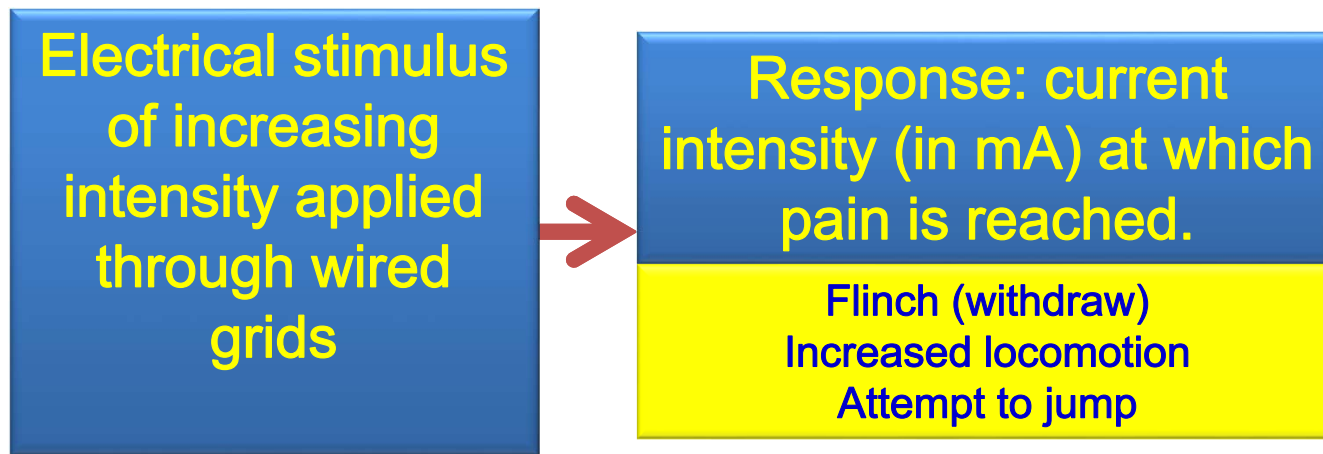 Electrical stimulus
of increasing
intensity applied
through wired
grids
Response: current
intensity (in mA) at which
pain is reached.
Flinch (withdraw)
Increased locomotion
Attempt to jump